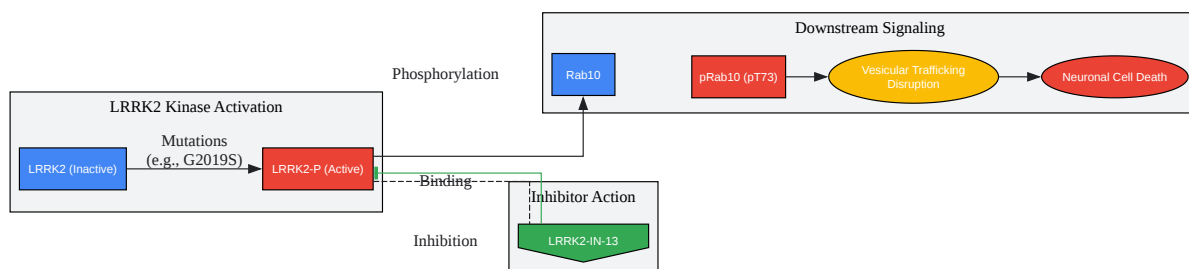 Downstream Signaling
Rab10
pRab10 (pT73)
Vesicular Trafficking
Disruption
Neuronal Cell Death
Phosphorylation
LRRK2 Kinase Activation
Mutations
(e.g., G2019S)
LRRK2 (Inactive)
LRRK2-P (Active)
Binding
Inhibitor Action
Inhibition
LRRK2-IN-13